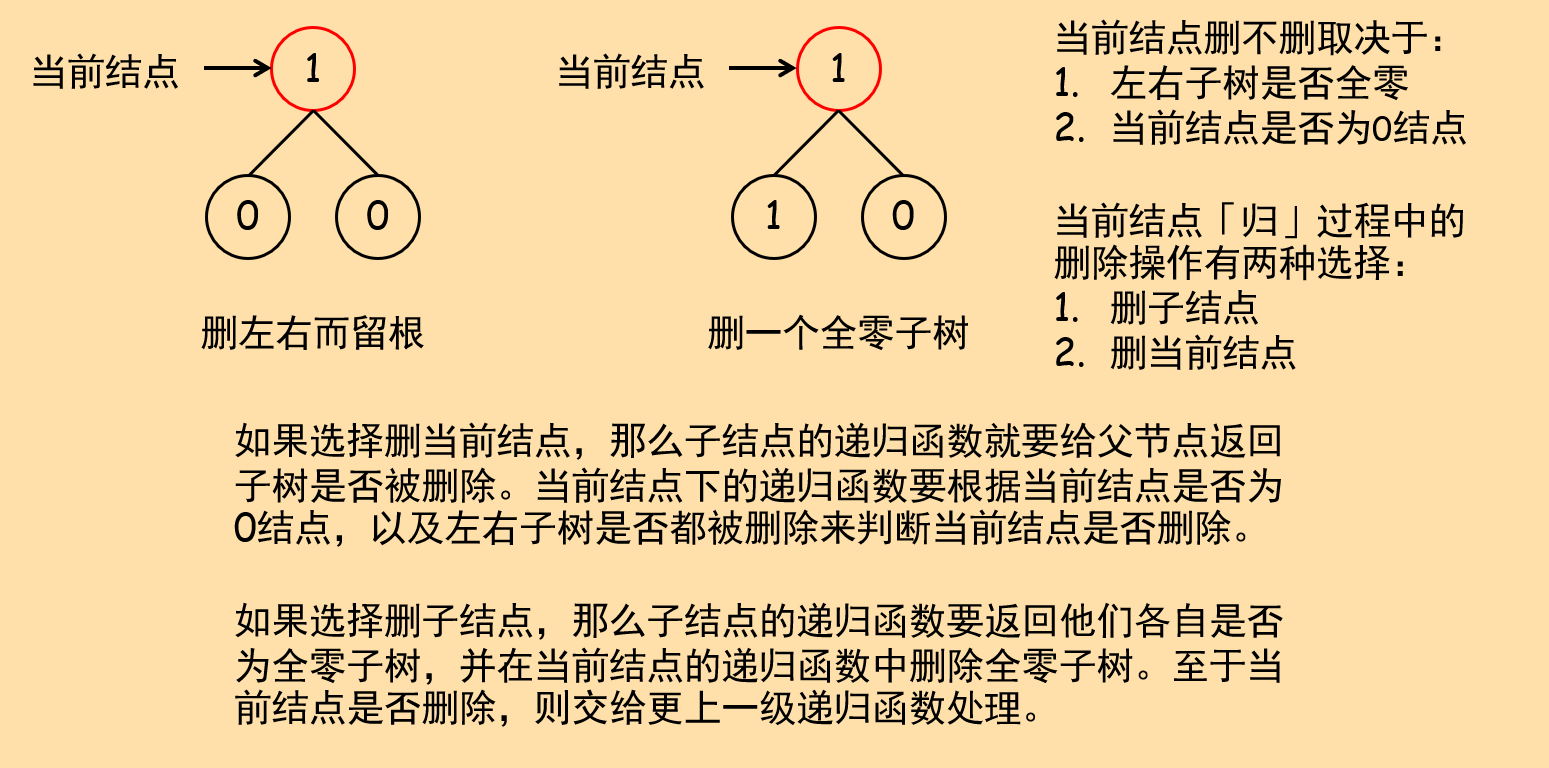 当前结点
1
0
0
删左右而留根
当前结点
1
1
0
删一个全零子树
当前结点删不删取决于：
1. 左右子树是否全零
2. 当前结点是否为0结点
当前结点「归」过程中的
删除操作有两种选择：
1. 删子结点
2. 删当前结点
如果选择删当前结点，那么子结点的递归函数就要给父节点返回
子树是否被删除。当前结点下的递归函数要根据当前结点是否为
0结点，以及左右子树是否都被删除来判断当前结点是否删除。
如果选择删子结点，那么子结点的递归函数要返回他们各自是否
为全零子树，并在当前结点的递归函数中删除全零子树。至于当
前结点是否删除，则交给更上一级递归函数处理。